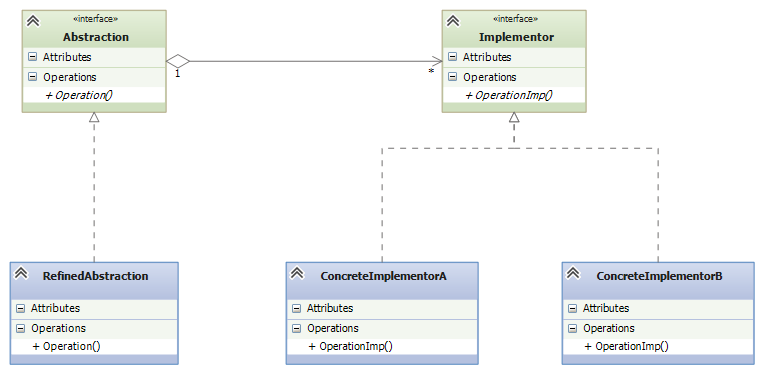 «interface»
Abstraction
Attributes
Operations
+ Operation()
1
*
«interface»
Implementor
Attributes
Operations
+ OperationImp()
RefinedAbstraction
Attributes
Operations
+ Operation()
ConcreteImplementorA
Attributes
Operations
+ OperationImp()
ConcreteImplementorB
Attributes
Operations
+ OperationImp()